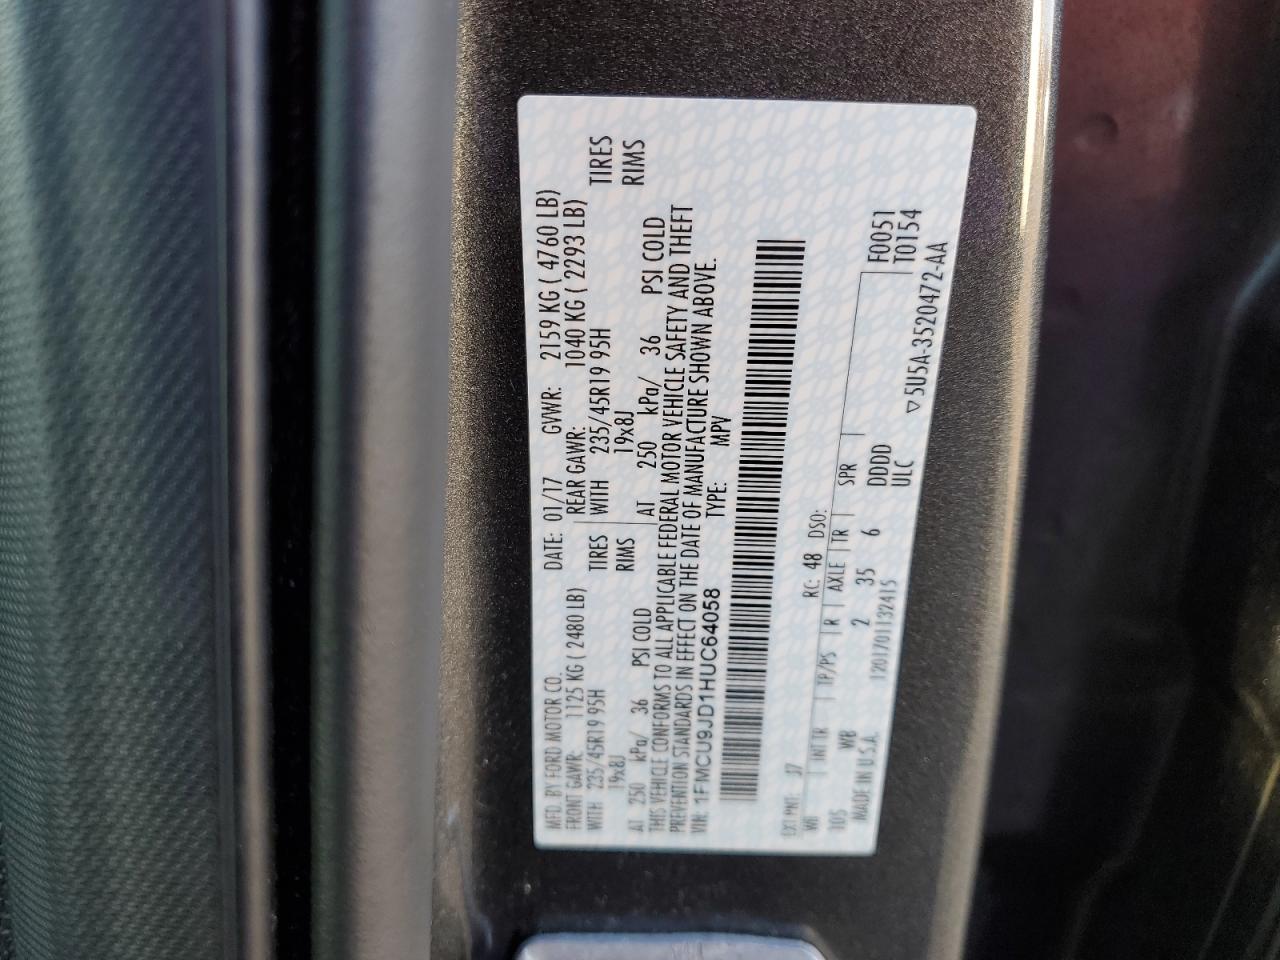 MFD. BY FORD MOTOR CO. DATE: 01/17 GVWR: 2159 KG ( 4760 LB)
FRONT GAWR: 1125 KG ( 2480 LB) REAR GAWR: 1040 KG ( 2293 LB)
WITH 235/45R19 95H TIRES WITH 235/45R19 95H TIRES
19x8J RIMS 19x8J RIMS
AT 250 kPa/ 36 PSI COLD AT 250 kPa/ 36 PSI COLD
THIS VEHICLE CONFORMS TO ALL APPLICABLE FEDERAL MOTOR VEHICLE SAFETY AND THEFT
PREVENTION STANDARDS IN EFFECT ON THE DATE OF MANUFACTURE SHOWN ABOVE.
VIN: 1FMCU9JD1HUC64058 TYPE: MPV
EXT PNT: J7 RC: 48 DSO:
WB INT TR TP/PS R AXLE TR SPR F0051
105 WB 2 35 6 DDDD T0154
MADE IN U.S.A. 1201701132415 ULC
▽5U5A-3520472-AA